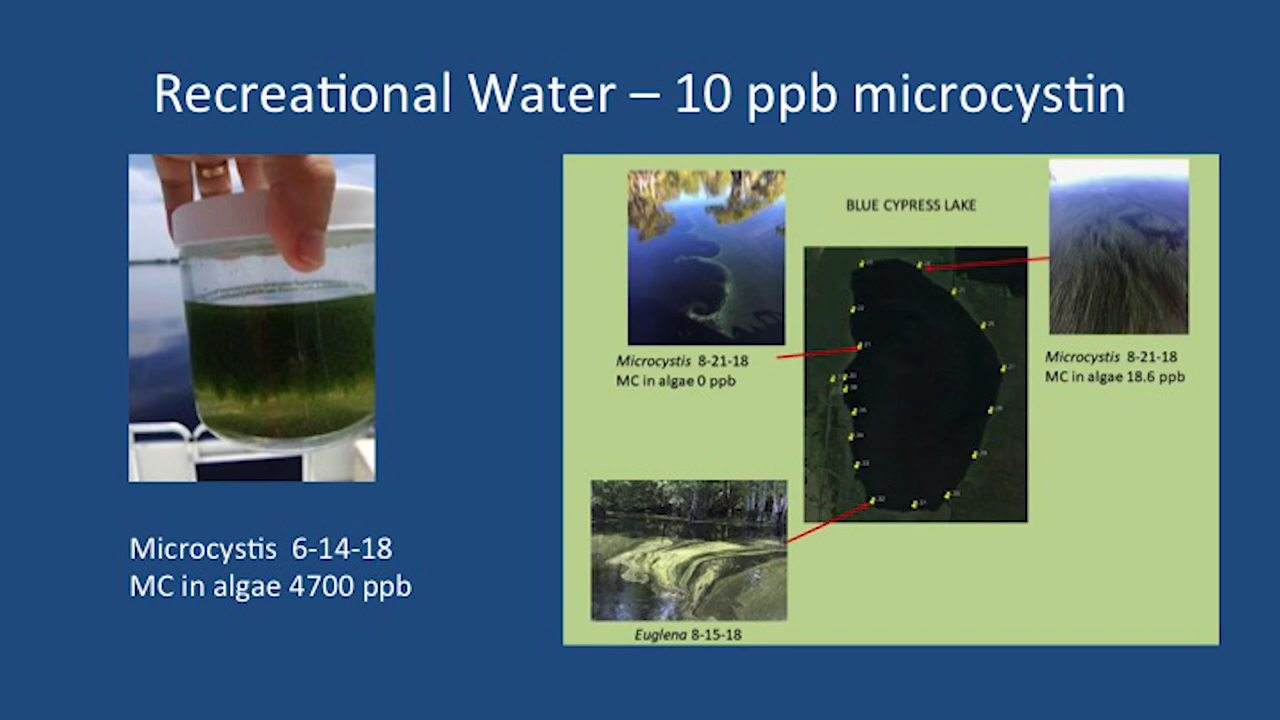 Recreational Water – 10 ppb microcystin
Microcystis 6-14-18
MC in algae 4700 ppb
BLUE CYPRESS LAKE
Microcystis 8-21-18
MC in algae 0 ppb
Microcystis 8-21-18
MC in algae 18.6 ppb
Euglena 8-15-18